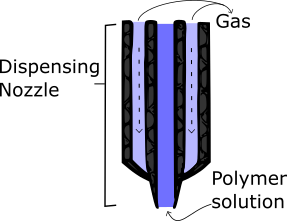 Gas
Dispensing
Nozzle
Polymer
solution